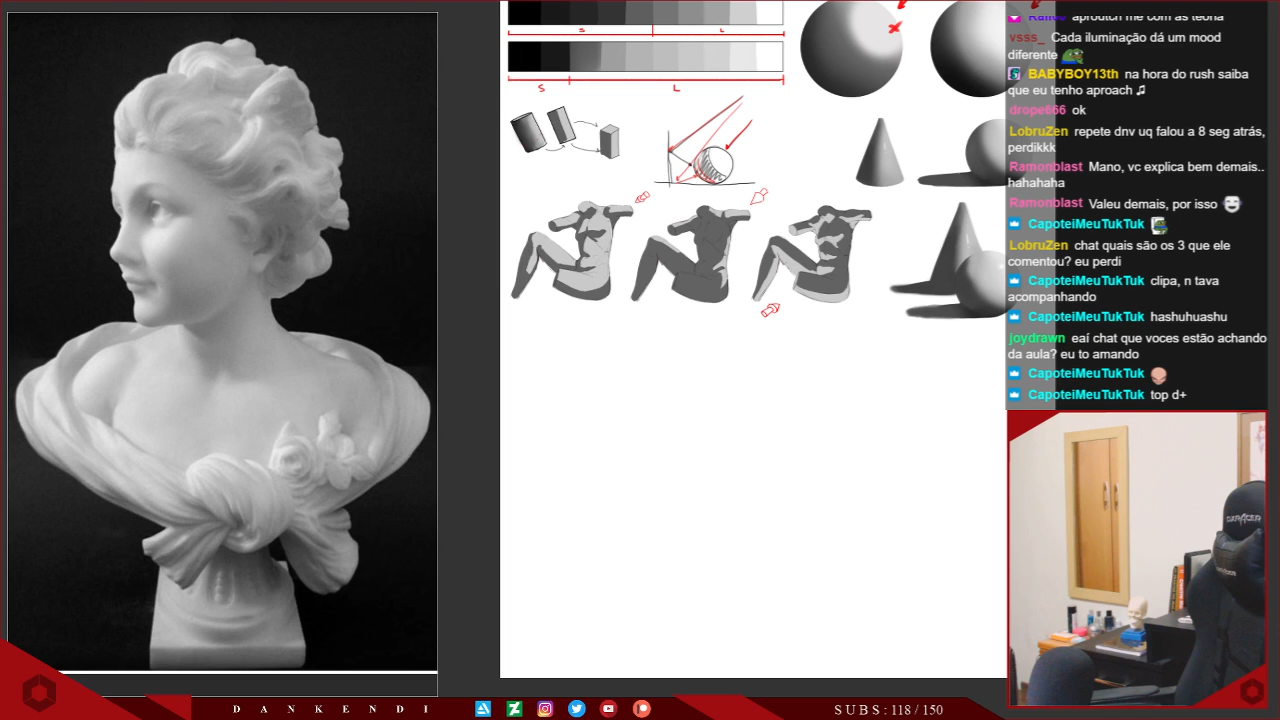 S
L
S
L
aproutch me com as teoria
vsss_ Cada iluminação dá um mood
diferente
BABYBOY13th na hora do rush saiba
que eu tenho aproach ♫
drope666 ok
LobruZen repete dnv uq falou a 8 seg atrás,
perdikkk
Ramonblast Mano, vc explica bem demais..
hahahaha
Ramonblast Valeu demais, por isso
CapoteiMeuTukTuk
LobruZen chat quais são os 3 que ele
comentou? eu perdi
CapoteiMeuTukTuk clipa, n tava
acompanhando
CapoteiMeuTukTuk hashuhuashu
joydrawn eaí chat que voces estão achando
da aula? eu to amando
CapoteiMeuTukTuk
CapoteiMeuTukTuk top d+
DXRACER
DANKENDI
SUBS: 118 / 150